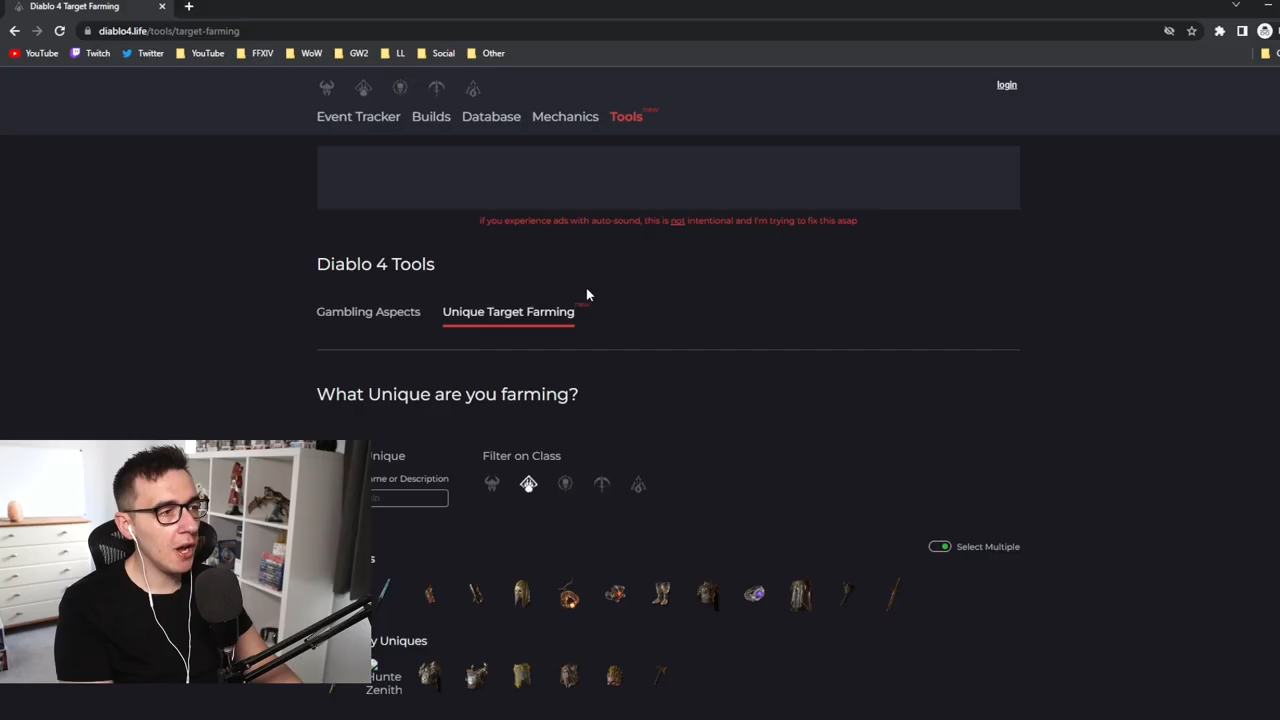 Diablo 4 Target Farming
diablo4.life/tools/target-farming
YouTube Twitch Twitter YouTube FFXIV WoW GW2 LL Social Other
login
Event Tracker Builds Database Mechanics Tools new
if you experience ads with auto-sound, this is not intentional and I'm trying to fix this asap
Diablo 4 Tools
Gambling Aspects Unique Target Farming new
What Unique are you farming?
nique Filter on Class
me or Description
Select Multiple
s
y Uniques
Hunte
Zenith